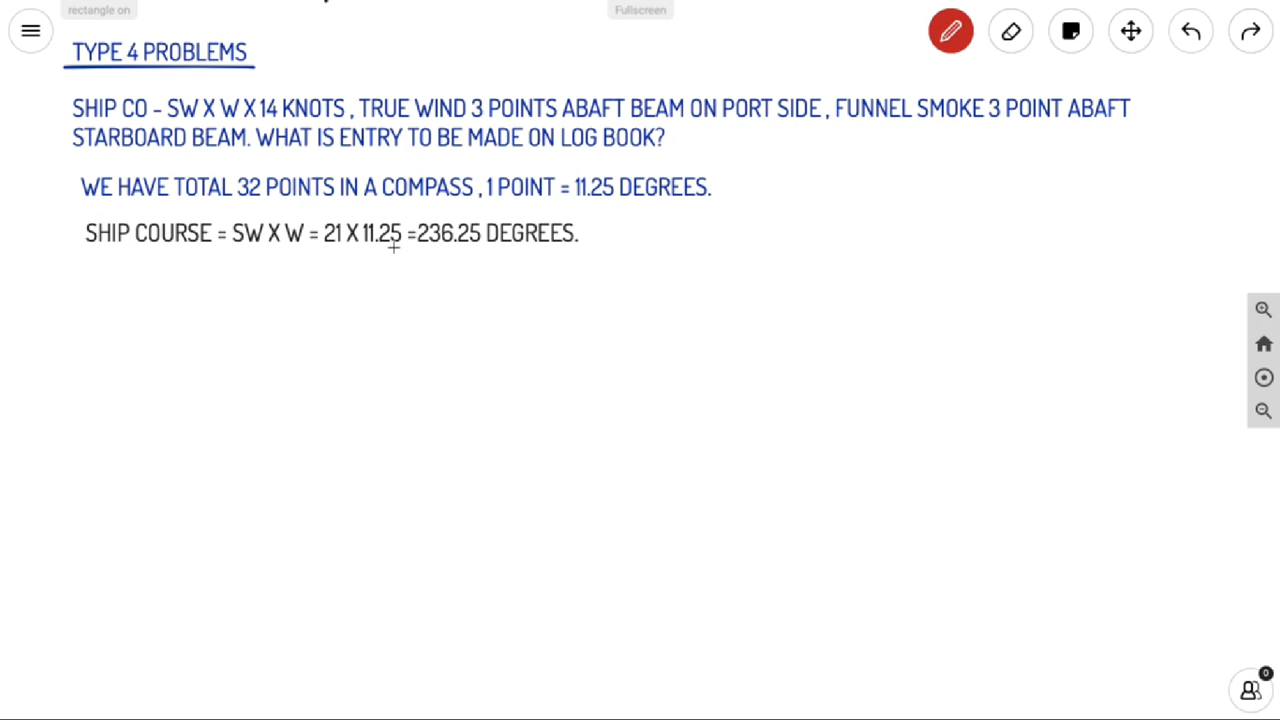 rectangle on
Fullscreen
TYPE 4 PROBLEMS
SHIP CO - SW X W X 14 KNOTS , TRUE WIND 3 POINTS ABAFT BEAM ON PORT SIDE , FUNNEL SMOKE 3 POINT ABAFT
STARBOARD BEAM. WHAT IS ENTRY TO BE MADE ON LOG BOOK?
WE HAVE TOTAL 32 POINTS IN A COMPASS , 1 POINT = 11.25 DEGREES.
SHIP COURSE = SW X W = 21 X 11.25 =236.25 DEGREES.
0